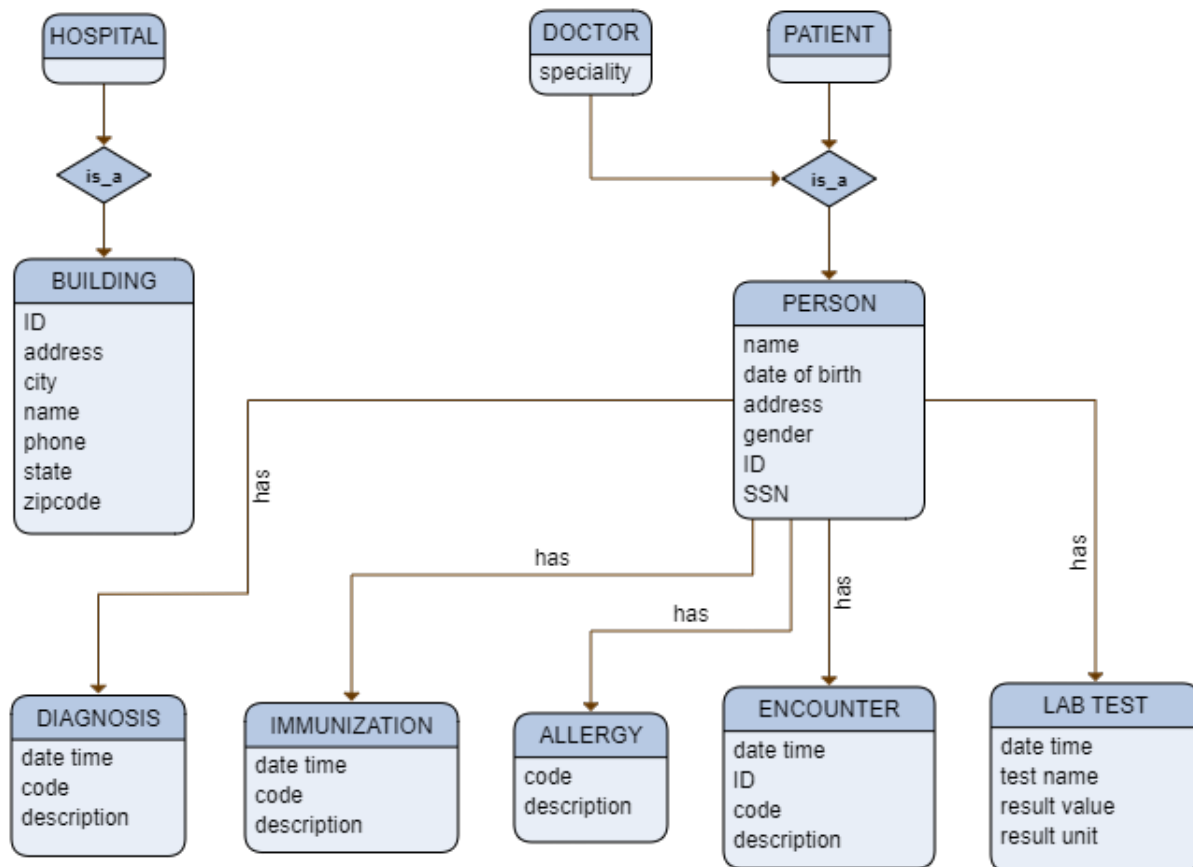 HOSPITAL
DOCTOR
speciality
PATIENT
is_a
is_a
BUILDING
ID
address
city
name
phone
state
zipcode
PERSON
name
date of birth
address
gender
ID
SSN
has
has
has
has
has
DIAGNOSIS
date time
code
description
IMMUNIZATION
date time
code
description
ALLERGY
code
description
ENCOUNTER
date time
ID
code
description
LAB TEST
date time
test name
result value
result unit